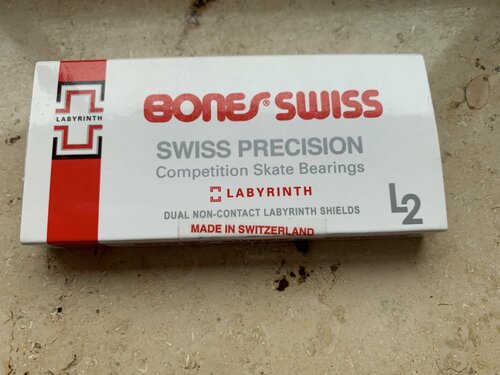 LABYRINTH
BONES® SWISS
SWISS PRECISION
Competition Skate Bearings
LABYRINTH
DUAL NON-CONTACT LABYRINTH SHIELDS
MADE IN SWITZERLAND
L2